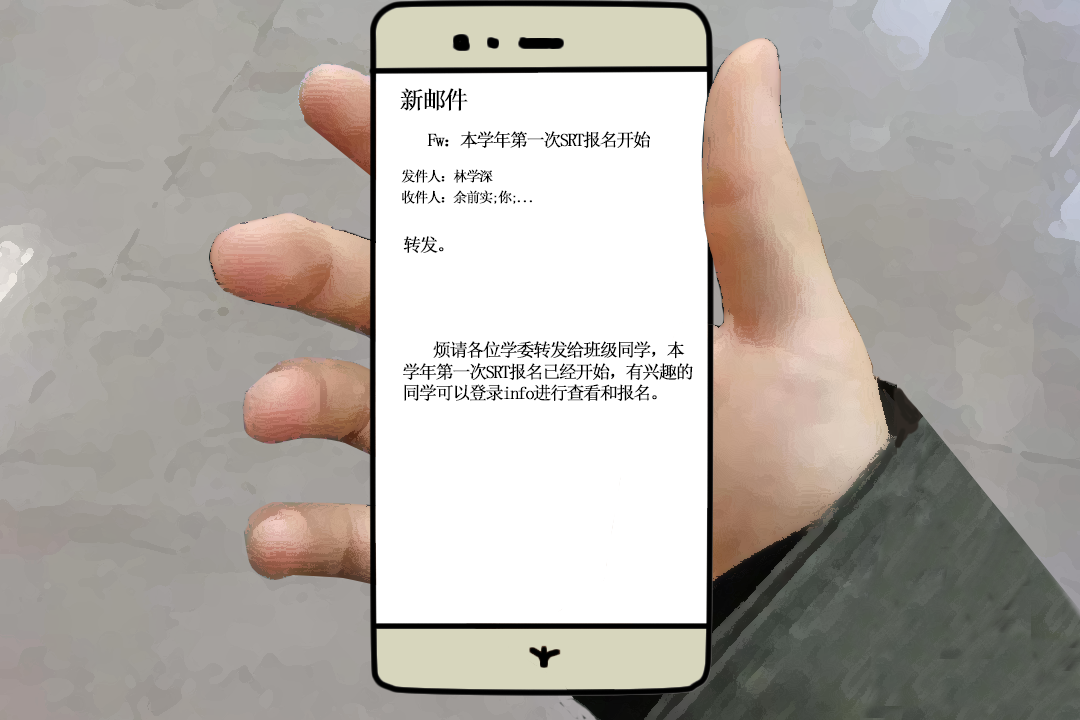 新邮件
Fw：本学年第一次SRT报名开始
发件人：林学深
收件人：余前实;你;...
转发。
烦请各位学委转发给班级同学，本
学年第一次SRT报名已经开始，有兴趣的
同学可以登录info进行查看和报名。